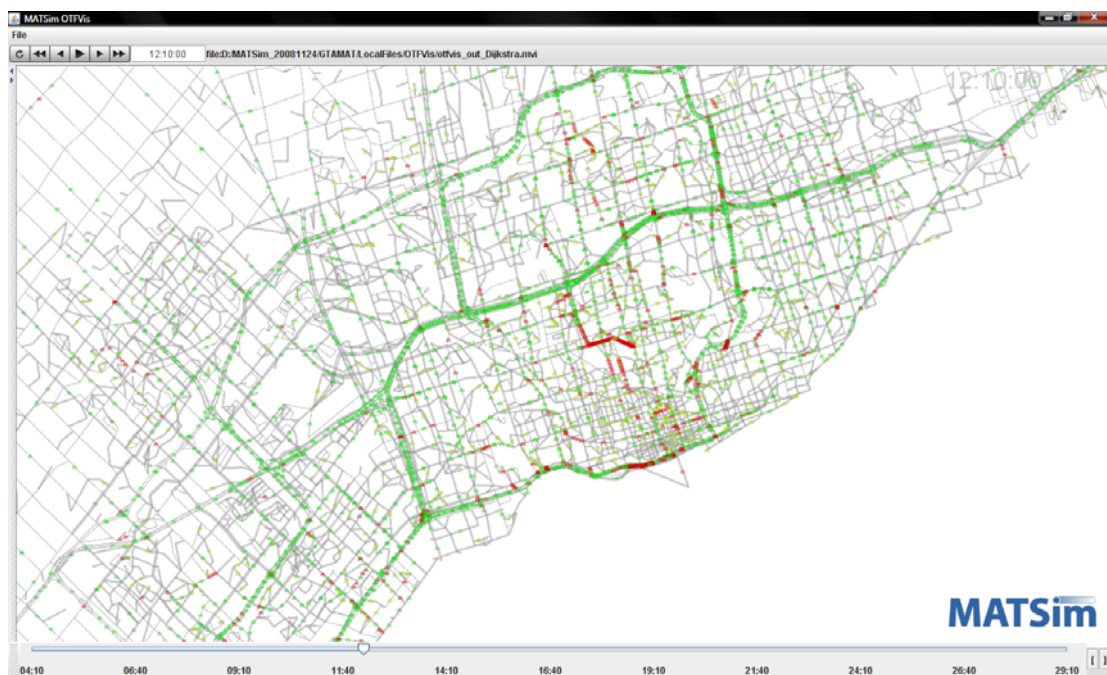 MATSim OTFVis
File
12:10:00 file:D:/MATSim_20081124/GTAMAT/LocalFiles/OTFVis/otfvis_out_Dijkstra.mvi
12:10:00
MATSim
04:10 06:40 09:10 11:40 14:10 16:40 19:10 21:40 24:10 26:40 29:10
[ ]